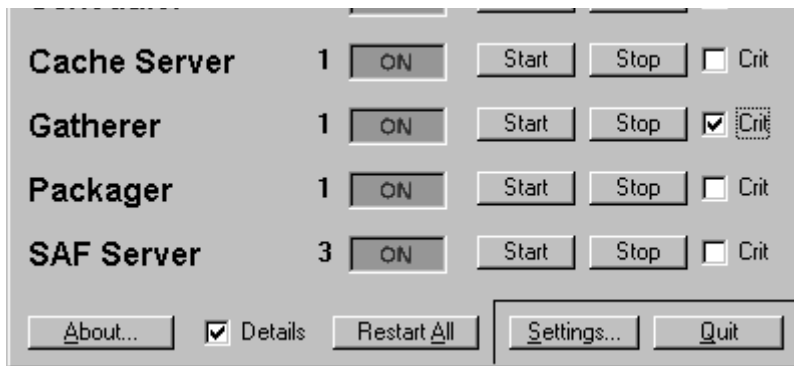 Cache Server 1 ON Start Stop Crit
Gatherer 1 ON Start Stop Crit
Packager 1 ON Start Stop Crit
SAF Server 3 ON Start Stop Crit
About... Details Restart All Settings... Quit